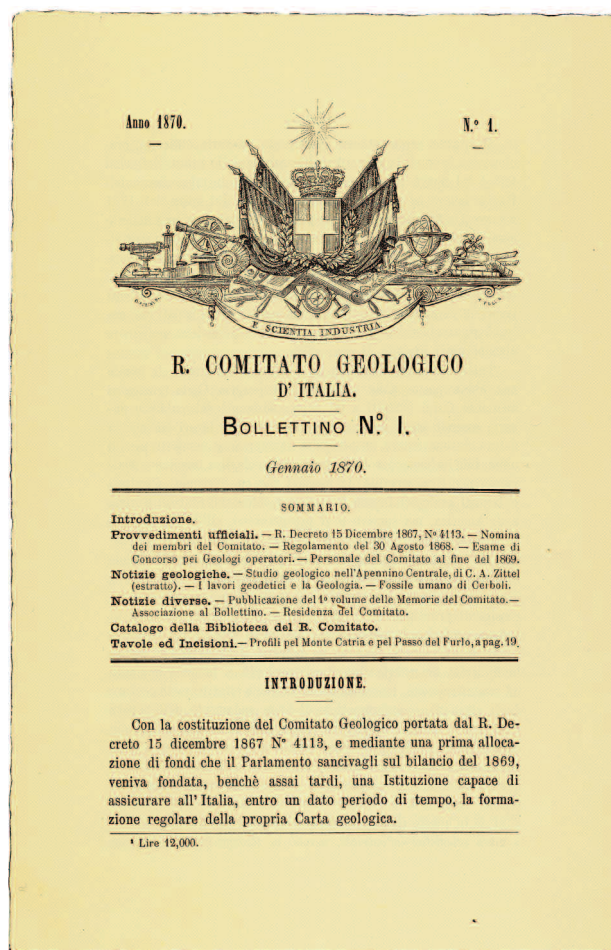 Anno 1870.
N.º 1.
E SCIENTIA INDUSTRIA.
R. COMITATO GEOLOGICO
D'ITALIA.
BOLLETTINO N.º I.
Gennaio 1870.
SOMMARIO.
Introduzione.
Provvedimenti ufficiali. — R. Decreto 15 Dicembre 1867, Nº 4113. — Nomina
dei membri del Comitato. — Regolamento del 30 Agosto 1868. — Esame di
Concorso pei Geologi operatori. — Personale del Comitato al fine del 1869.
Notizie geologiche. — Studio geologico nell'Apennino Centrale, di C. A. Zittel
(estratto). — I lavori geodetici e la Geologia. — Fossile umano di Cerboli.
Notizie diverse. — Pubblicazione del 1º volume delle Memorie del Comitato. —
Associazione al Bollettino. — Residenza del Comitato.
Catalogo della Biblioteca del R. Comitato.
Tavole ed Incisioni. — Profili pel Monte Catria e pel Passo del Furlo, a pag. 19.
INTRODUZIONE.
Con la costituzione del Comitato Geologico portata dal R. De-
creto 15 dicembre 1867 Nº 4113, e mediante una prima alloca-
zione di fondi che il Parlamento sancivagli sul bilancio del 1869,
veniva fondata, benchè assai tardi, una Istituzione capace di
assicurare all'Italia, entro un dato periodo di tempo, la forma-
zione regolare della propria Carta geologica.
¹ Lire 12,000.